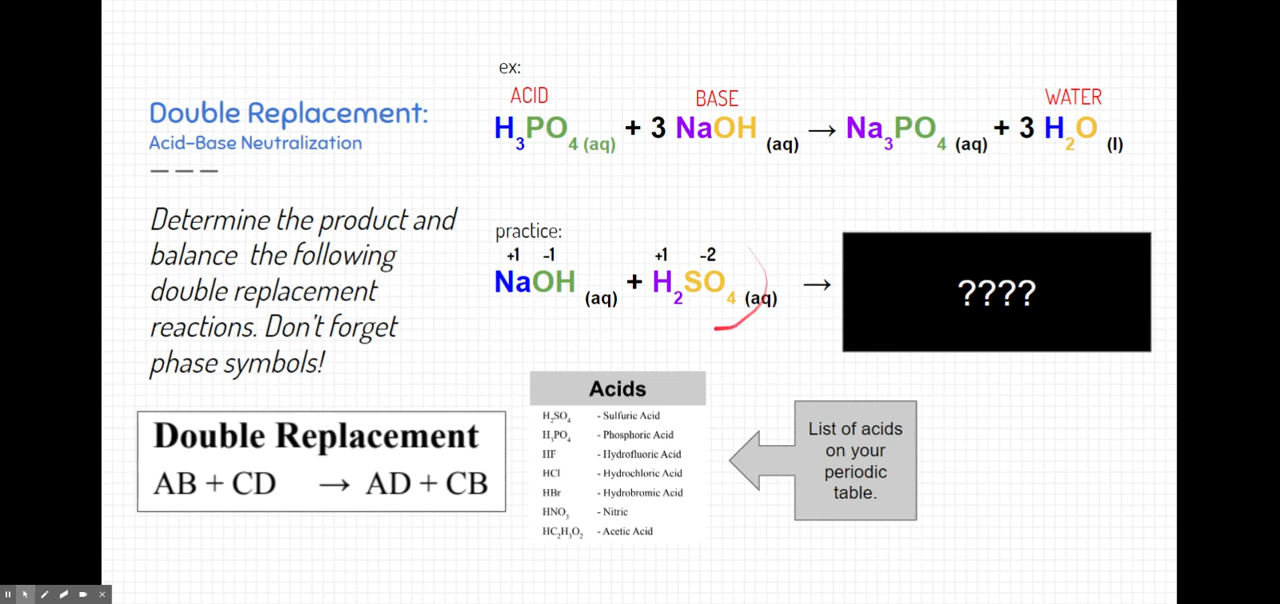 ex:
ACID BASE WATER
H₃PO₄ (aq) + 3 NaOH (aq) → Na₃PO₄ (aq) + 3 H₂O (l)
Double Replacement:
Acid-Base Neutralization
Determine the product and
balance the following
double replacement
reactions. Don't forget
phase symbols!
practice:
+1 -1 +1 -2
NaOH (aq) + H₂SO₄ (aq) → ????
Double Replacement
AB + CD → AD + CB
Acids
H₂SO₄ - Sulfuric Acid
H₃PO₄ - Phosphoric Acid
HF - Hydrofluoric Acid
HCl - Hydrochloric Acid
HBr - Hydrobromic Acid
HNO₃ - Nitric
HC₂H₃O₂ - Acetic Acid
List of acids
on your
periodic
table.